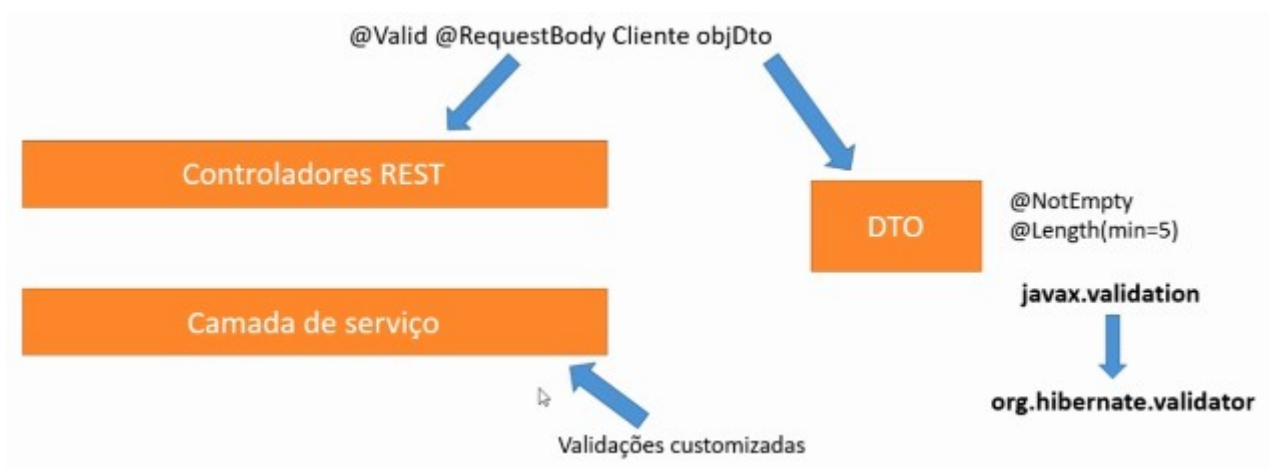 @Valid @RequestBody Cliente objDto
Controladores REST
DTO
@NotEmpty
@Length(min=5)
javax.validation
Camada de serviço
org.hibernate.validator
Validações customizadas